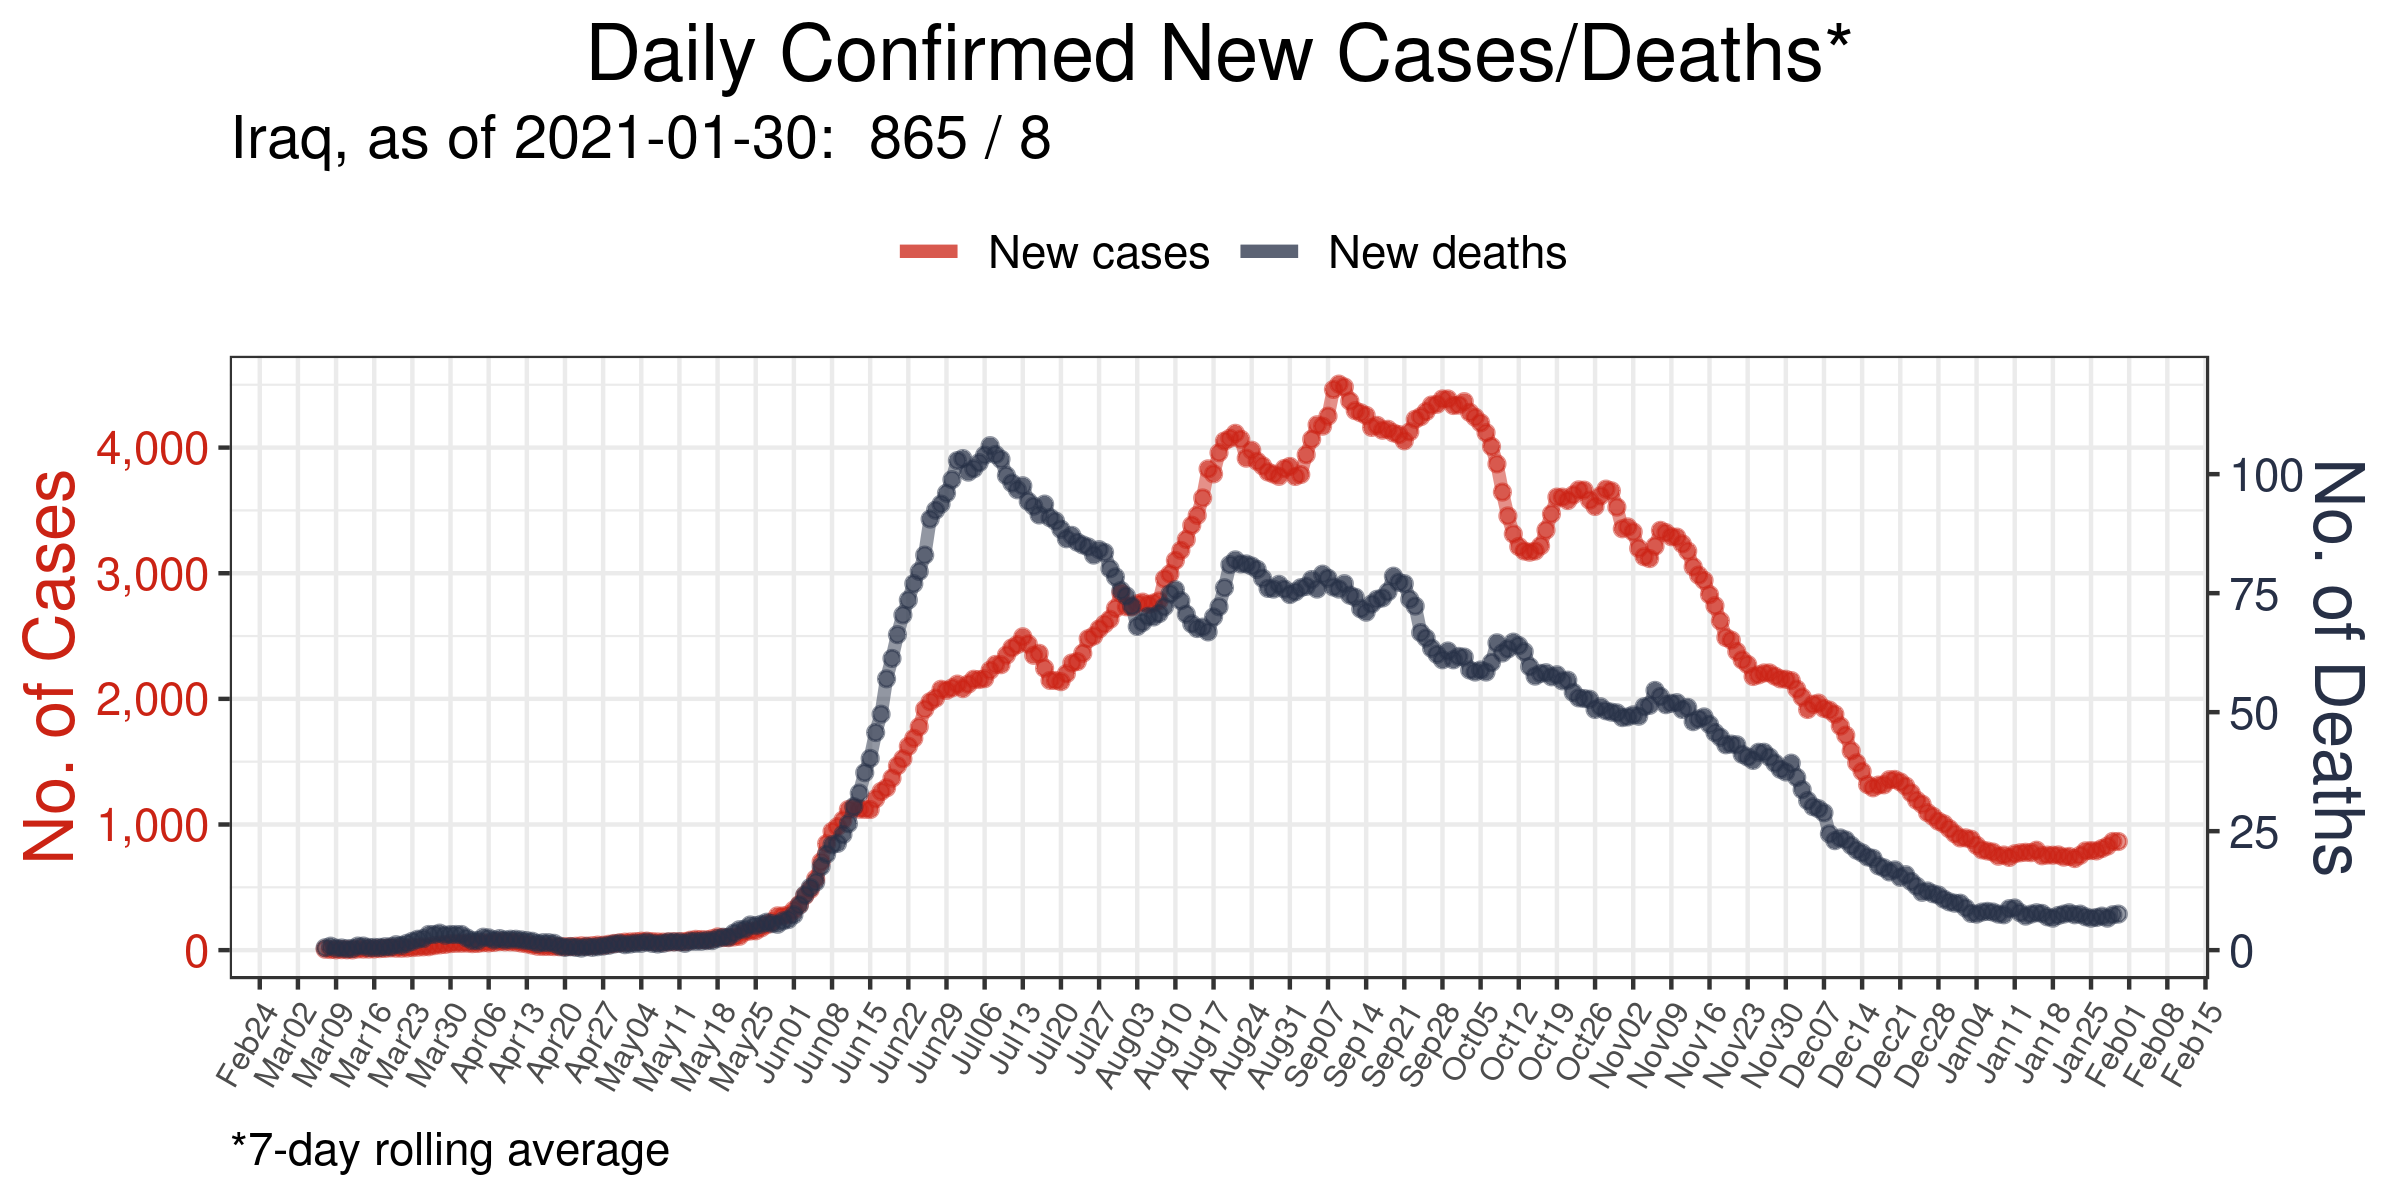 Daily Confirmed New Cases/Deaths*
Iraq, as of 2021-01-30:  865 / 8
New cases
New deaths
No. of Cases
4,000
3,000
2,000
1,000
0
100
75
50
25
0
No. of Deaths
Feb24
Mar02
Mar09
Mar16
Mar23
Mar30
Apr06
Apr13
Apr20
Apr27
May04
May11
May18
May25
Jun01
Jun08
Jun15
Jun22
Jun29
Jul06
Jul13
Jul20
Jul27
Aug03
Aug10
Aug17
Aug24
Aug31
Sep07
Sep14
Sep21
Sep28
Oct05
Oct12
Oct19
Oct26
Nov02
Nov09
Nov16
Nov23
Nov30
Dec07
Dec14
Dec21
Dec28
Jan04
Jan11
Jan18
Jan25
Feb01
Feb08
Feb15
*7-day rolling average